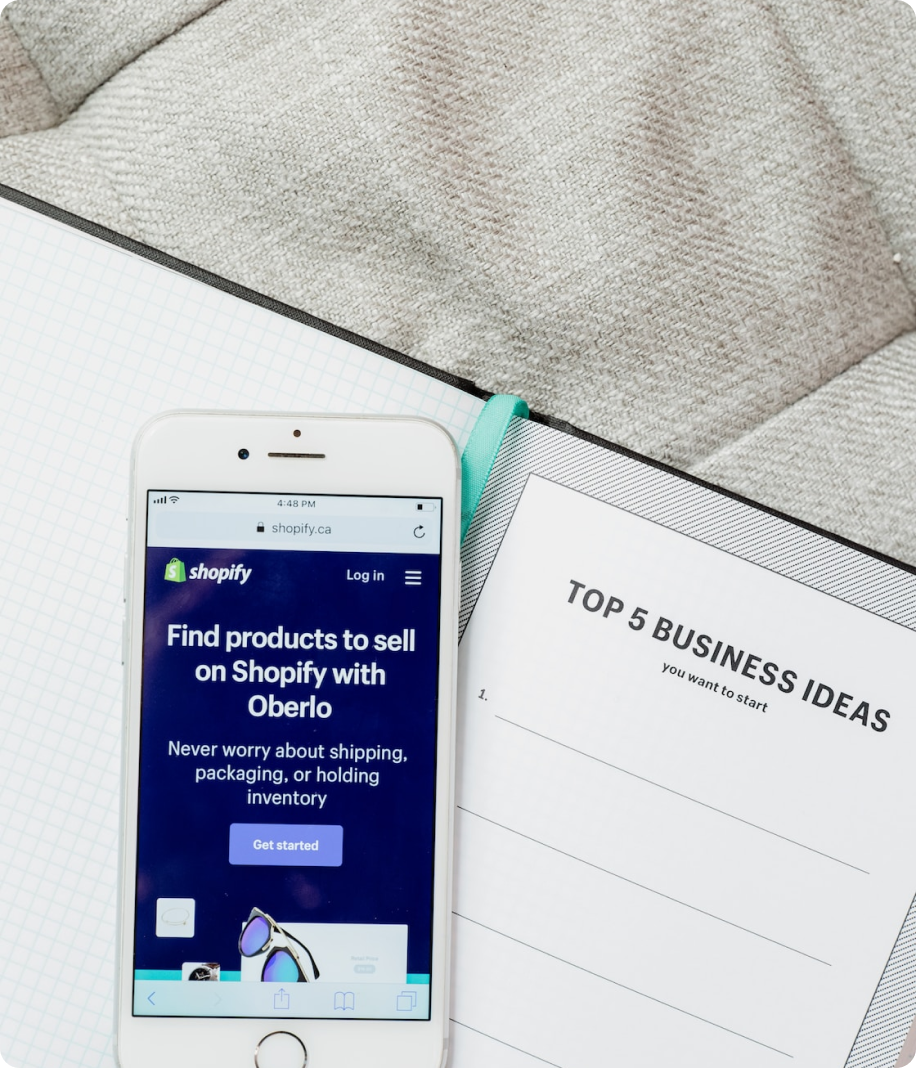 4:48 PM
shopify.ca
shopify
Log in
Find products to sell
on Shopify with
Oberlo
Never worry about shipping,
packaging, or holding
inventory
Get started
TOP 5 BUSINESS IDEAS
you want to start
1.